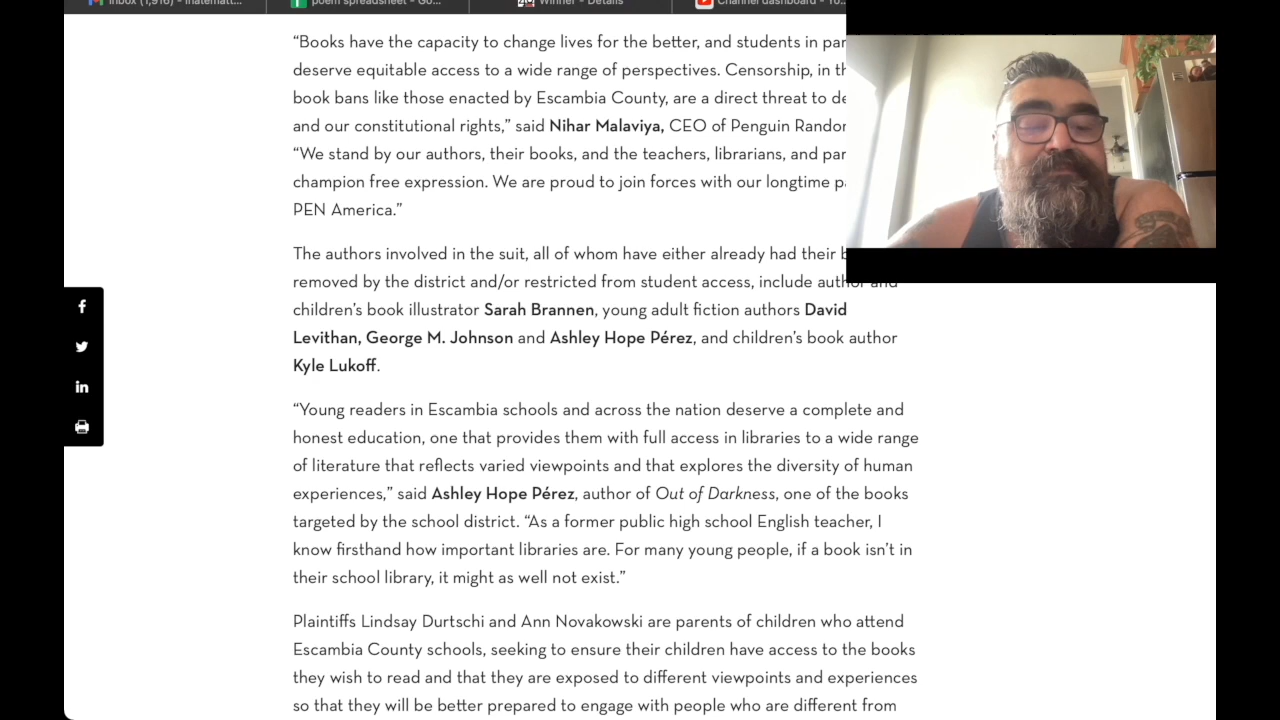 Inbox (1,916) - inatematt...
poem spreadsheet - Go...
Winner - Details
Channel dashboard - Yo...
“Books have the capacity to change lives for the better, and students in
deserve equitable access to a wide range of perspectives. Censorship, in
book bans like those enacted by Escambia County, are a direct threat to
and our constitutional rights,” said Nihar Malaviya, CEO of Penguin
“We stand by our authors, their books, and the teachers, librarians, and
champion free expression. We are proud to join forces with our longtime
PEN America.”
The authors involved in the suit, all of whom have either already had their
removed by the district and/or restricted from student access, include author and
children’s book illustrator Sarah Brannen, young adult fiction authors David
Levithan, George M. Johnson and Ashley Hope Pérez, and children’s book author
Kyle Lukoff.
“Young readers in Escambia schools and across the nation deserve a complete and
honest education, one that provides them with full access in libraries to a wide range
of literature that reflects varied viewpoints and that explores the diversity of human
experiences,” said Ashley Hope Pérez, author of Out of Darkness, one of the books
targeted by the school district. “As a former public high school English teacher, I
know firsthand how important libraries are. For many young people, if a book isn’t in
their school library, it might as well not exist.”
Plaintiffs Lindsay Durtschi and Ann Novakowski are parents of children who attend
Escambia County schools, seeking to ensure their children have access to the books
they wish to read and that they are exposed to different viewpoints and experiences
so that they will be better prepared to engage with people who are different from